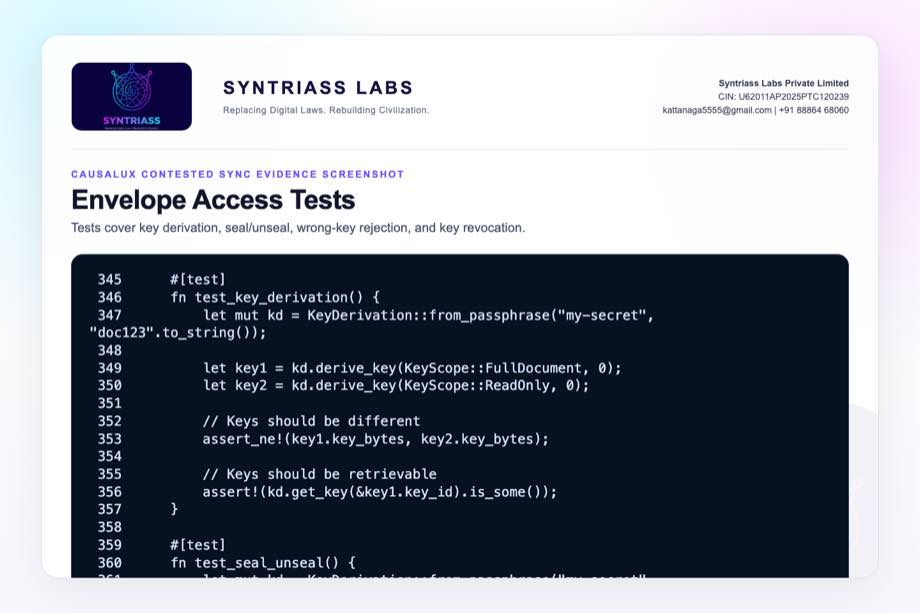 SYNTRIASS
SYNTRIASS LABS
Replacing Digital Laws. Rebuilding Civilization.
Syntriass Labs Private Limited
CIN: U62011AP2025PTC120239
kattanaga5555@gmail.com | +91 88864 68060
CAUSALUX CONTESTED SYNC EVIDENCE SCREENSHOT
Envelope Access Tests
Tests cover key derivation, seal/unseal, wrong-key rejection, and key revocation.
345 #[test]
346 fn test_key_derivation() {
347 let mut kd = KeyDerivation::from_passphrase("my-secret",
"doc123".to_string());
348
349 let key1 = kd.derive_key(KeyScope::FullDocument, 0);
350 let key2 = kd.derive_key(KeyScope::ReadOnly, 0);
351
352 // Keys should be different
353 assert_ne!(key1.key_bytes, key2.key_bytes);
354
355 // Keys should be retrievable
356 assert!(kd.get_key(&key1.key_id).is_some());
357 }
358
359 #[test]
360 fn test_seal_unseal() {